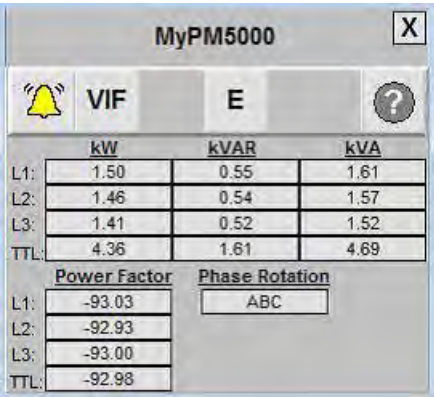 MyPM5000 X
VIF E ?
kW kVAR kVA
L1: 1.50 0.55 1.61
L2: 1.46 0.54 1.57
L3: 1.41 0.52 1.52
TTL: 4.36 1.61 4.69
Power Factor Phase Rotation
L1: -93.03 ABC
L2: -92.93
L3: -93.00
TTL: -92.98